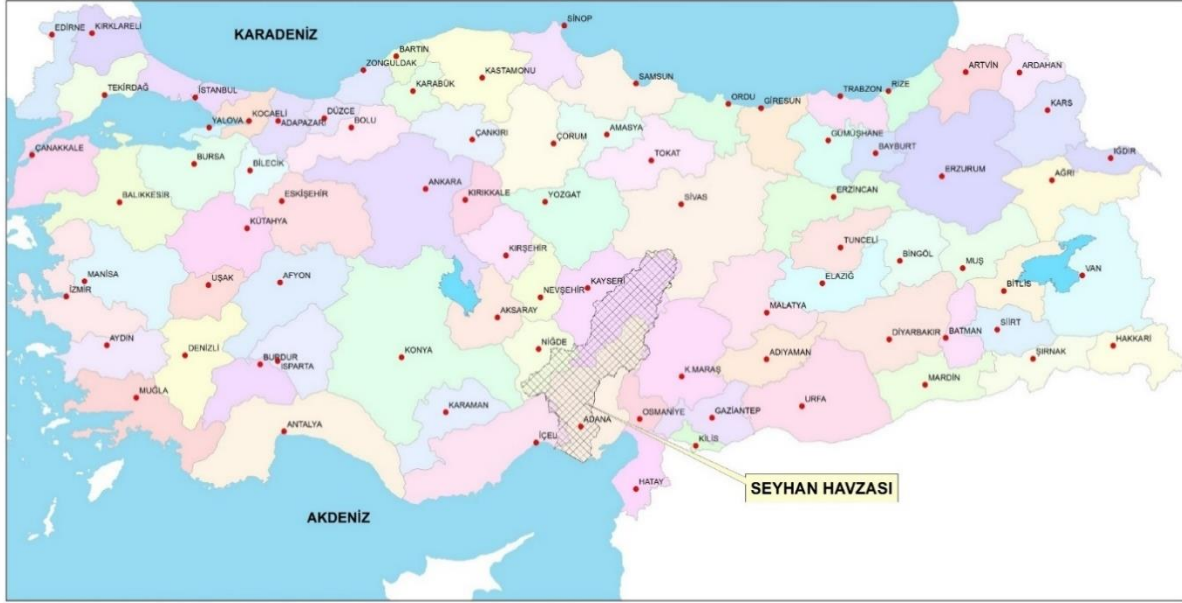 SİNOP
EDİRNE
KIRKLARELİ
KARADENİZ
BARTIN
ZONGULDAK
KASTAMONU
ARTVİN
ARDAHAN
TEKİRDAĞ
İSTANBUL
KARABÜK
SAMSUN
ORDU
GİRESUN
TRABZON
RİZE
KARS
YALOVA
KOCAELİ
ADAPAZARI
DÜZCE
BOLU
ÇANKIRI
ÇORUM
AMASYA
GÜMÜŞHANE
BAYBURT
IĞDIR
ÇANAKKALE
BURSA
BİLECİK
TOKAT
ERZURUM
AĞRI
BALIKKESİR
ESKİŞEHİR
ANKARA
KIRIKKALE
YOZGAT
SİVAS
ERZİNCAN
KÜTAHYA
KIRŞEHİR
TUNCELİ
BİNGÖL
MUŞ
MANİSA
İZMİR
UŞAK
AFYON
NEVŞEHİR
KAYSERİ
ELAZIĞ
BİTLİS
VAN
AKSARAY
MALATYA
AYDIN
DENİZLİ
BURDUR
ISPARTA
KONYA
NİĞDE
ADIYAMAN
DİYARBAKIR
BATMAN
SİİRT
ŞIRNAK
HAKKARİ
MUĞLA
KARAMAN
K.MARAŞ
MARDİN
ANTALYA
İÇEL
ADANA
OSMANİYE
GAZİANTEP
URFA
KİLİS
HATAY
SEYHAN HAVZASI
AKDENİZ